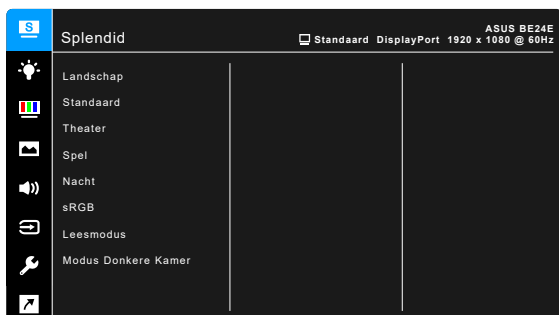 S
Splendid
Standaard DisplayPort 1920 x 1080 @ 60Hz
ASUS BE24E
Landschap
Standaard
Theater
Spel
Nacht
sRGB
Leesmodus
Modus Donkere Kamer